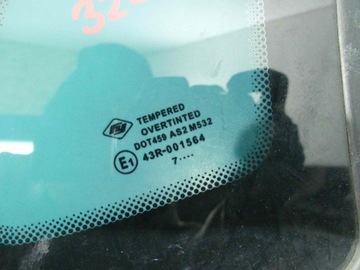 TEMPERED
OVERTINTED
DOT459 AS2 M532
E1 43R-001564
7....